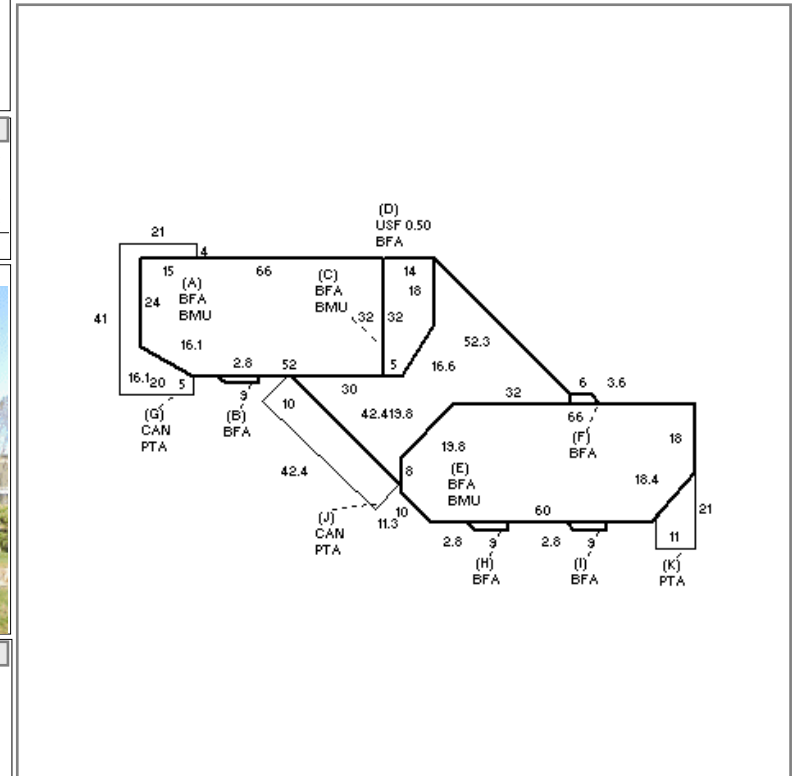 (D)
USF 0.50
BFA
21
4
15
66
14
(A)
BFA
BMU
(C)
BFA
BMU
18
24
41
32
32
16.1
52.3
2.8
52
5
16.6
16.1
20
5
9
30
32
6
3.6
10
42.4
19.8
66
(G)
CAN
PTA
(B)
BFA
(F)
BFA
18
19.8
42.4
8
(E)
BFA
BMU
18.4
(J)
CAN
PTA
10
11.3
60
21
2.8
9
2.8
9
11
(H)
BFA
(I)
BFA
(K)
PTA